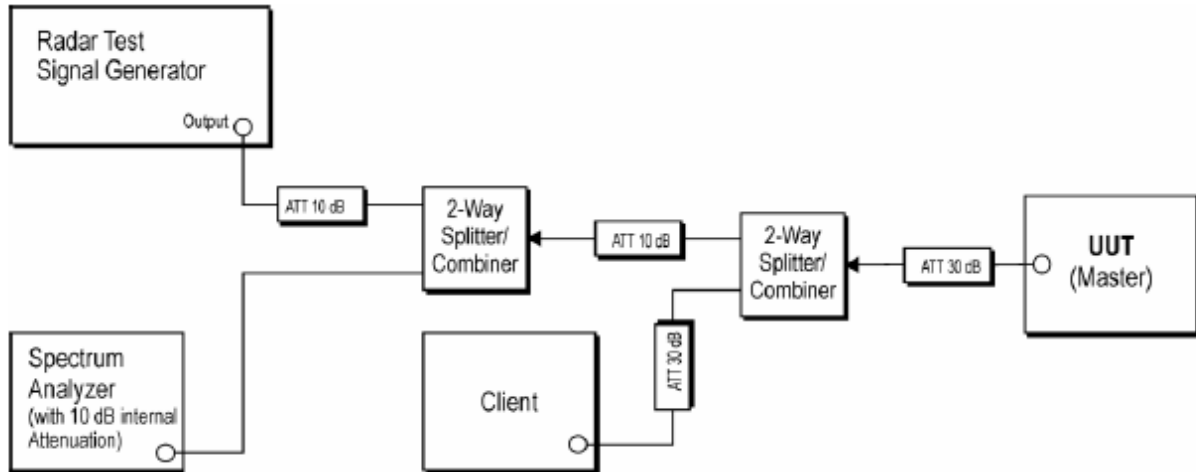 Radar Test
Signal Generator
Output
ATT 10 dB
2-Way
Splitter/
Combiner
ATT 10 dB
2-Way
Splitter/
Combiner
ATT 30 dB
UUT
(Master)
Spectrum
Analyzer
(with 10 dB internal
Attenuation)
Client
ATT 30 dB